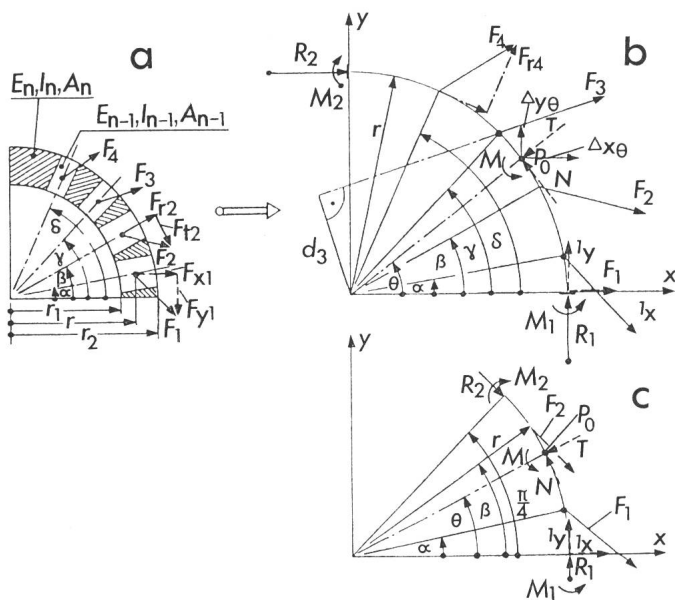 a
Eₙ, Iₙ, Aₙ
Eₙ₋₁, Iₙ₋₁, Aₙ₋₁
F₄
F₃
Fᵣ₂
Fₜ₂
F₂
Fₓ₁
Fᵧ₁
F₁
δ
γ
β
α
r₁
r
r₂
b
y
R₂
M₂
F₄
Fᵣ₄
F₃
Δyθ
T
Δxθ
M
P₀
N
F₂
r
d₃
θ
α
β
γ
δ
¹y
F₁
x
¹x
M₁
R₁
c
y
R₂
M₂
F₂
P₀
r
M
T
N
F₁
π/4
θ
β
α
¹y
¹x
x
R₁
M₁